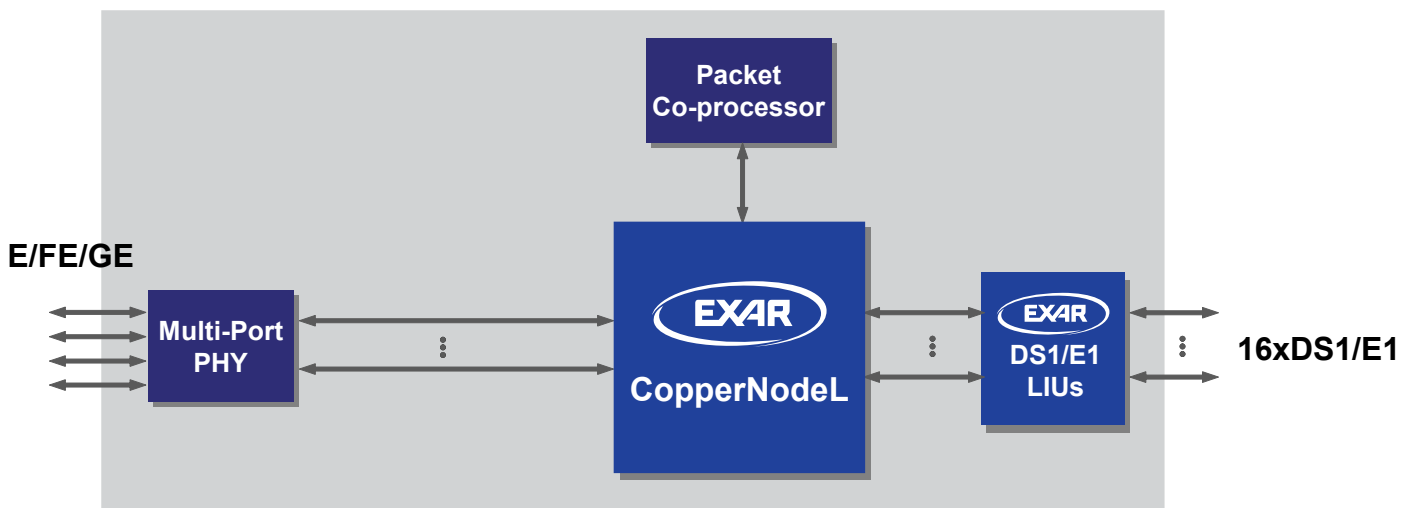 Packet
Co-processor
E/FE/GE
Multi-Port
PHY
EXAR
CopperNodeL
EXAR
DS1/E1
LIUs
16xDS1/E1